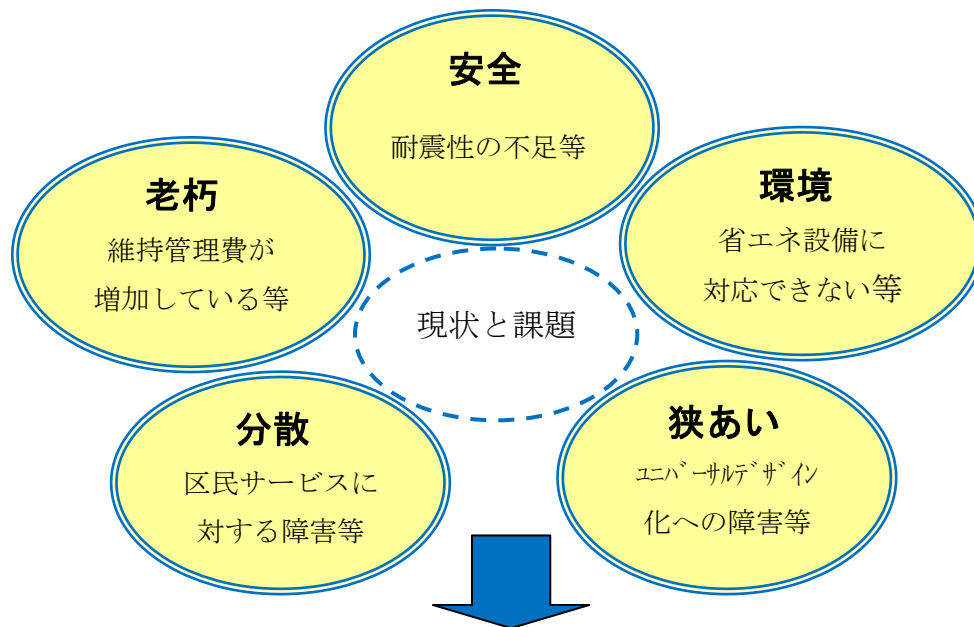 安全
耐震性の不足等
老朽
維持管理費が
増加している等
環境
省エネ設備に
対応できない等
現状と課題
分散
区民サービスに
対する障害等
狭あい
ﾕﾆﾊﾞｰｻﾙﾃﾞｻﾞｲﾝ
化への障害等